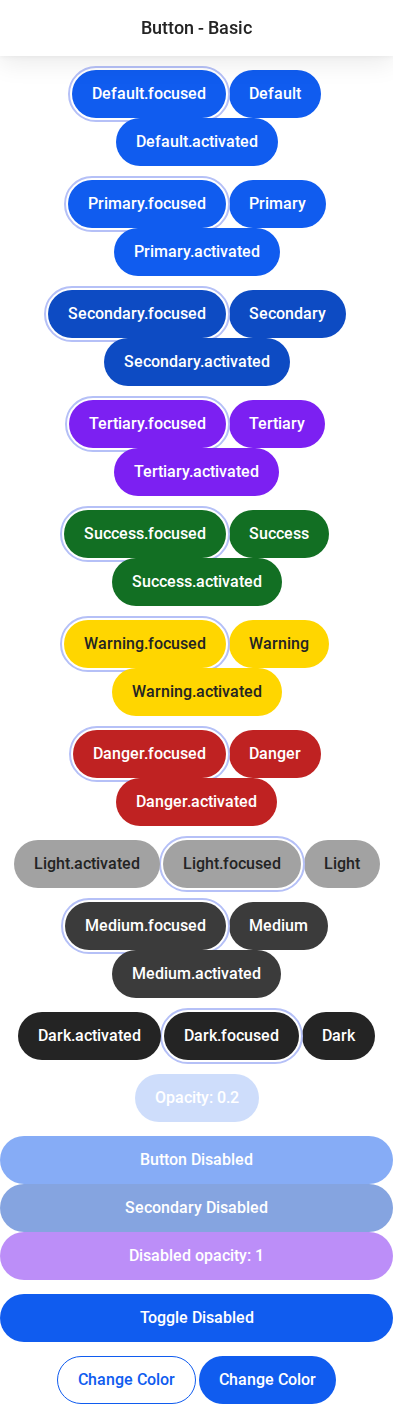 Button - Basic
Default.focused Default
Default.activated
Primary.focused Primary
Primary.activated
Secondary.focused Secondary
Secondary.activated
Tertiary.focused Tertiary
Tertiary.activated
Success.focused Success
Success.activated
Warning.focused Warning
Warning.activated
Danger.focused Danger
Danger.activated
Light.activated Light.focused Light
Medium.focused Medium
Medium.activated
Dark.activated Dark.focused Dark
Opacity: 0.2
Button Disabled
Secondary Disabled
Disabled opacity: 1
Toggle Disabled
Change Color Change Color